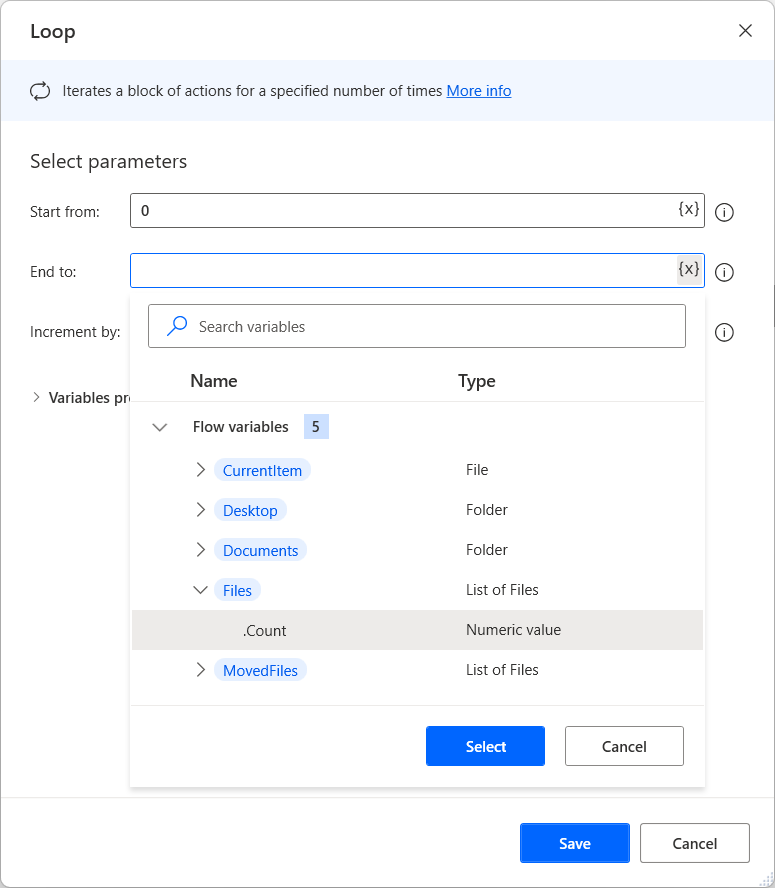 Loop
Iterates a block of actions for a specified number of times More info
Select parameters
Start from: 0 {x}
End to: {x}
Search variables
Increment by:
Name Type
Variables pr
Flow variables 5
CurrentItem File
Desktop Folder
Documents Folder
Files List of Files
.Count Numeric value
MovedFiles List of Files
Select Cancel
Save Cancel